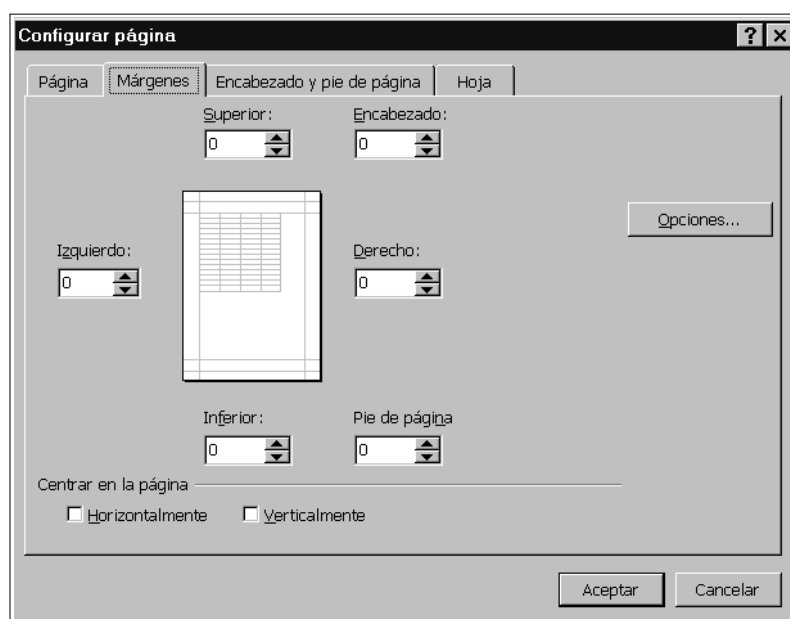 Configurar página
Página Márgenes Encabezado y pie de página Hoja
Superior: Encabezado:
0 0
Opciones...
Izquierdo: Derecho:
0 0
Inferior: Pie de página
0 0
Centrar en la página
Horizontalmente Verticalmente
Aceptar Cancelar